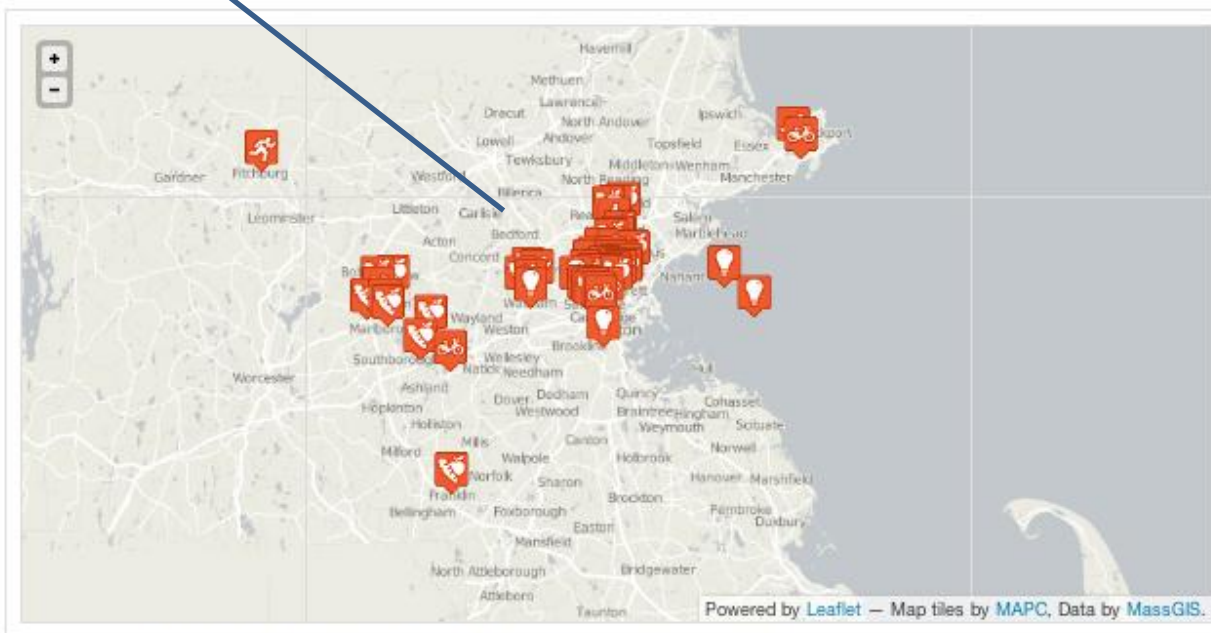 +
−
Haverhill
Methuen
Lawrence
Dracut
North Andover
Ipswich
Lowell
Andover
Topsfield
Essex
Tewksbury
Middleton Wenham
Gardner
Fitchburg
Westford
North Reading
Manchester
Billerica
Leominster
Littleton
Carlisle
Salem
Bedford
Marblehead
Acton
Concord
Nahant
Wayland
Weston
Southborough
Wellesley
Natick
Needham
Worcester
Hull
Ashland
Dover
Dedham
Quincy
Cohasset
Hopkinton
Westwood
Braintree
Hingham
Holliston
Weymouth
Scituate
Millis
Canton
Norwell
Milford
Walpole
Holbrook
Norfolk
Sharon
Hanover
Marshfield
Franklin
Brockton
Bellingham
Foxborough
Pembroke
Duxbury
Easton
Mansfield
North Attleborough
Bridgewater
Attleboro
Taunton
Powered by Leaflet — Map tiles by MAPC, Data by MassGIS.